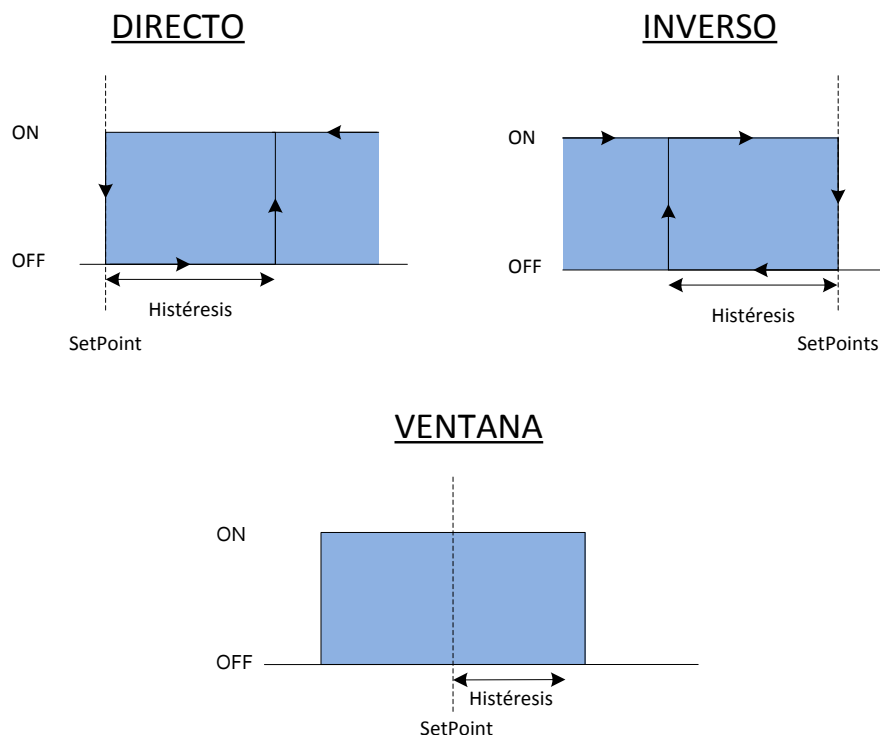 DIRECTO
ON
OFF
Histéresis
SetPoint
INVERSO
ON
OFF
Histéresis
SetPoints
VENTANA
ON
OFF
Histéresis
SetPoint